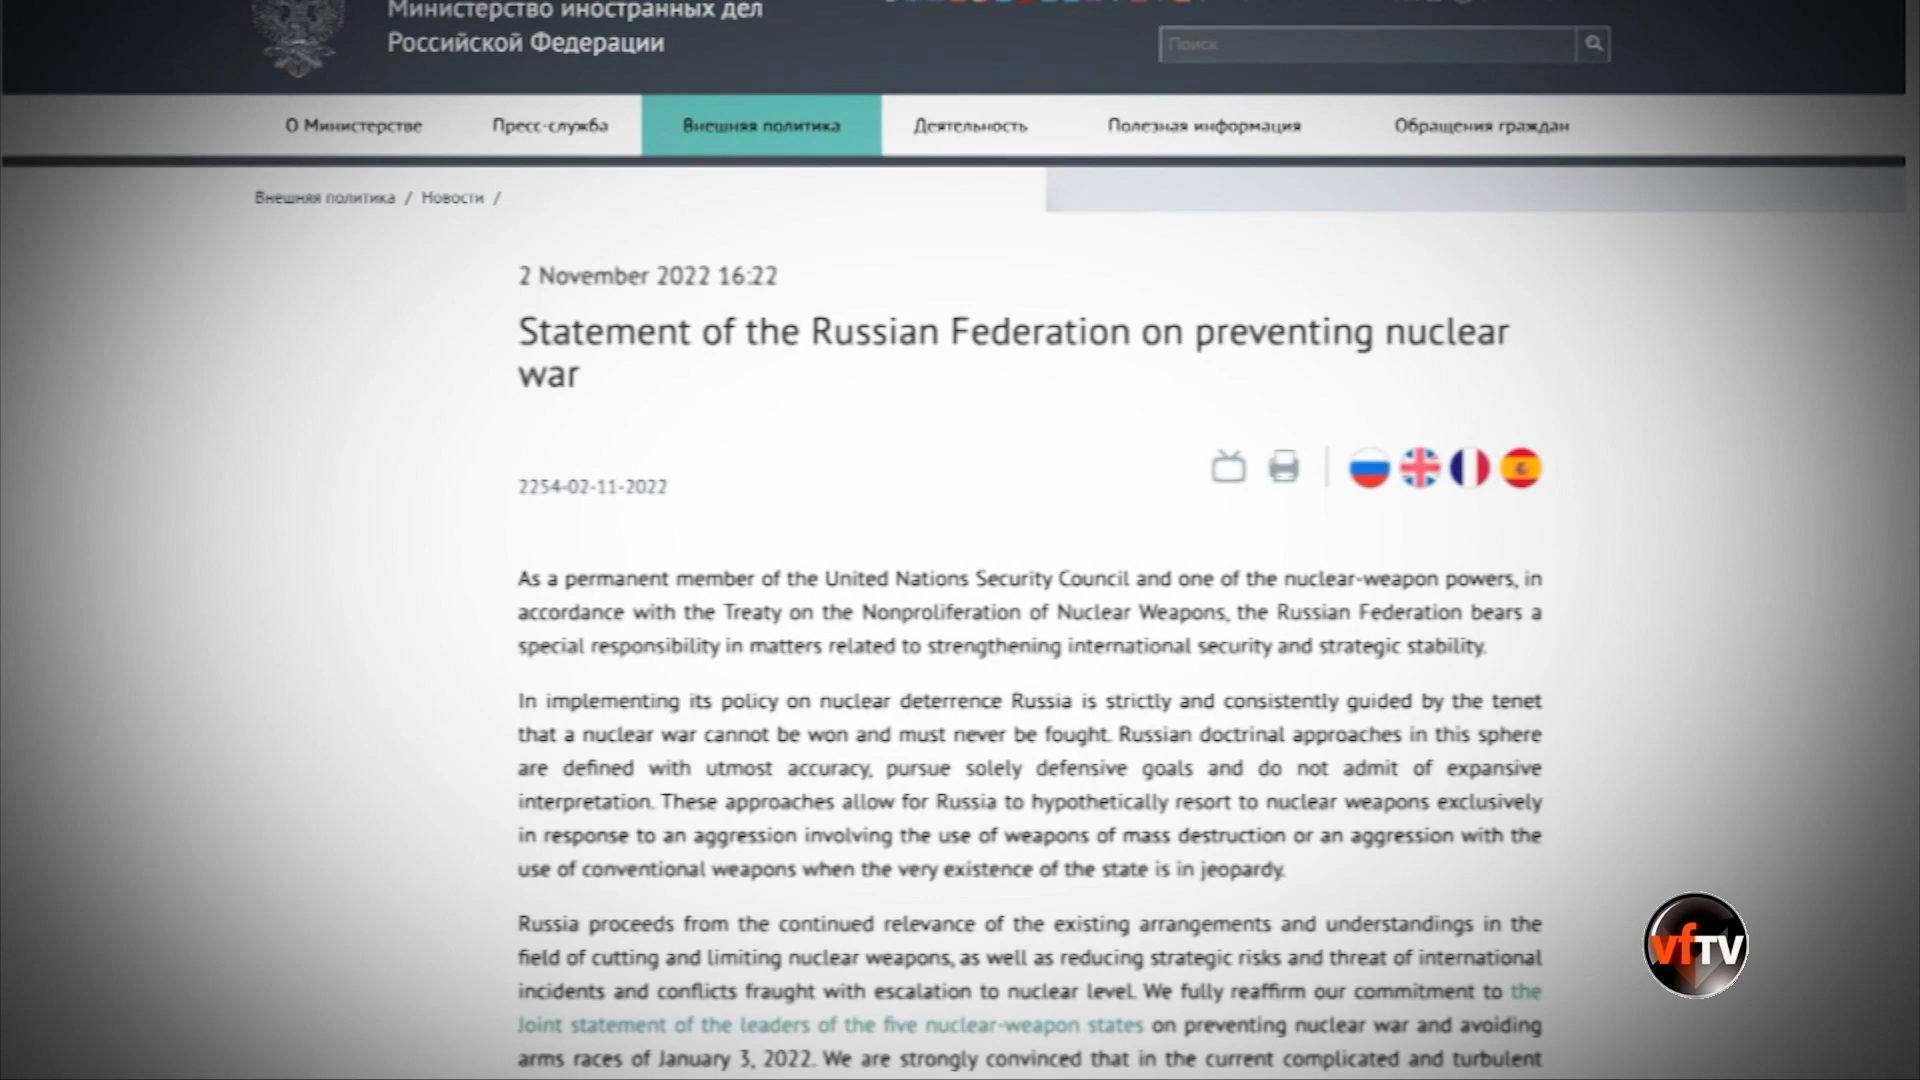 Министерство иностранных дел
Российской Федерации
Поиск
О Министерстве
Пресс-служба
Внешняя политика
Деятельность
Полезная информация
Обращения граждан
Внешняя политика / Новости /
2 November 2022 16:22
Statement of the Russian Federation on preventing nuclear
war
2254-02-11-2022
As a permanent member of the United Nations Security Council and one of the nuclear-weapon powers, in
accordance with the Treaty on the Nonproliferation of Nuclear Weapons, the Russian Federation bears a
special responsibility in matters related to strengthening international security and strategic stability.
In implementing its policy on nuclear deterrence Russia is strictly and consistently guided by the tenet
that a nuclear war cannot be won and must never be fought. Russian doctrinal approaches in this sphere
are defined with utmost accuracy, pursue solely defensive goals and do not admit of expansive
interpretation. These approaches allow for Russia to hypothetically resort to nuclear weapons exclusively
in response to an aggression involving the use of weapons of mass destruction or an aggression with the
use of conventional weapons when the very existence of the state is in jeopardy.
Russia proceeds from the continued relevance of the existing arrangements and understandings in the
field of cutting and limiting nuclear weapons, as well as reducing strategic risks and threat of international
incidents and conflicts fraught with escalation to nuclear level. We fully reaffirm our commitment to the
Joint statement of the leaders of the five nuclear-weapon states on preventing nuclear war and avoiding
arms races of January 3, 2022. We are strongly convinced that in the current complicated and turbulent
vfTV